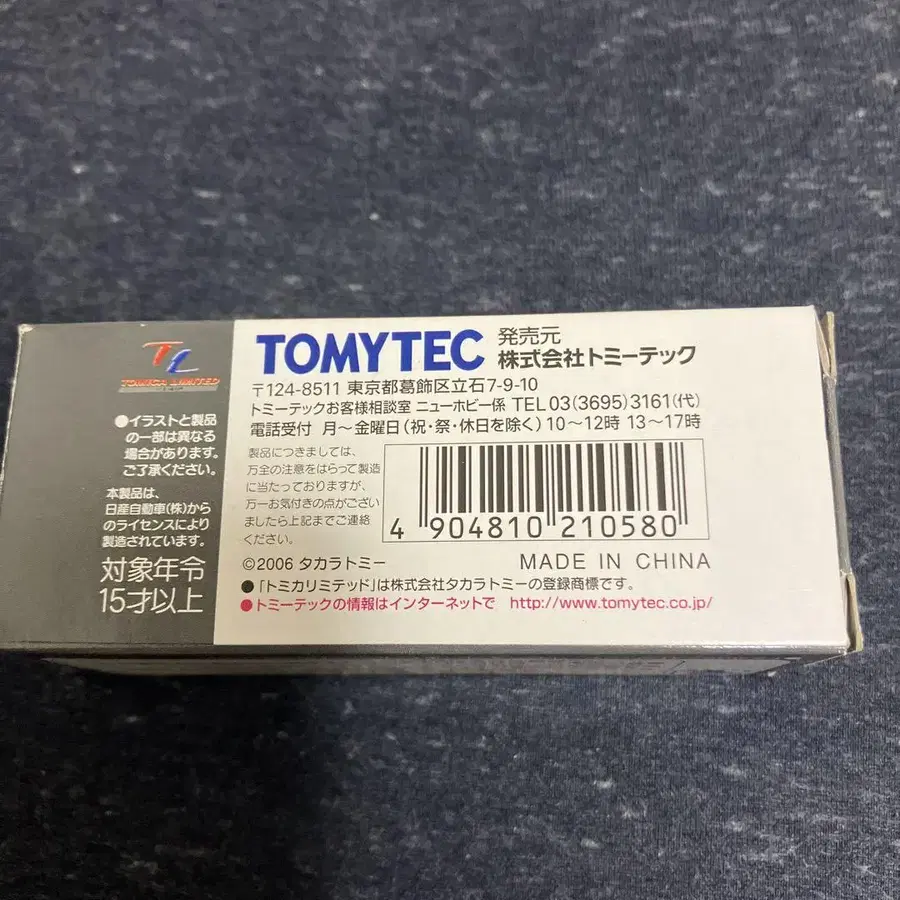 TL
TOMICA LIMITED
●イラストと製品
の一部は異なる
場合があります。
ご了承ください。
本製品は、
日産自動車(株)から
のライセンスにより
製造されています。
対象年令
15才以上
TOMYTEC 発売元
株式会社トミーテック
〒124-8511 東京都葛飾区立石7-9-10
トミーテックお客様相談室 ニューホビー係 TEL 03(3695)3161(代)
電話受付 月～金曜日(祝・祭・休日を除く) 10～12時 13～17時
製品につきましては、
万全の注意をはらって製造
に当たっておりますが、
万一お気付きの点がござい
ましたら上記までご連絡
ください。
4 904810 210580
©2006 タカラトミー MADE IN CHINA
●「トミカリミテッド」は株式会社タカラトミーの登録商標です。
●トミーテックの情報はインターネットで http://www.tomytec.co.jp/